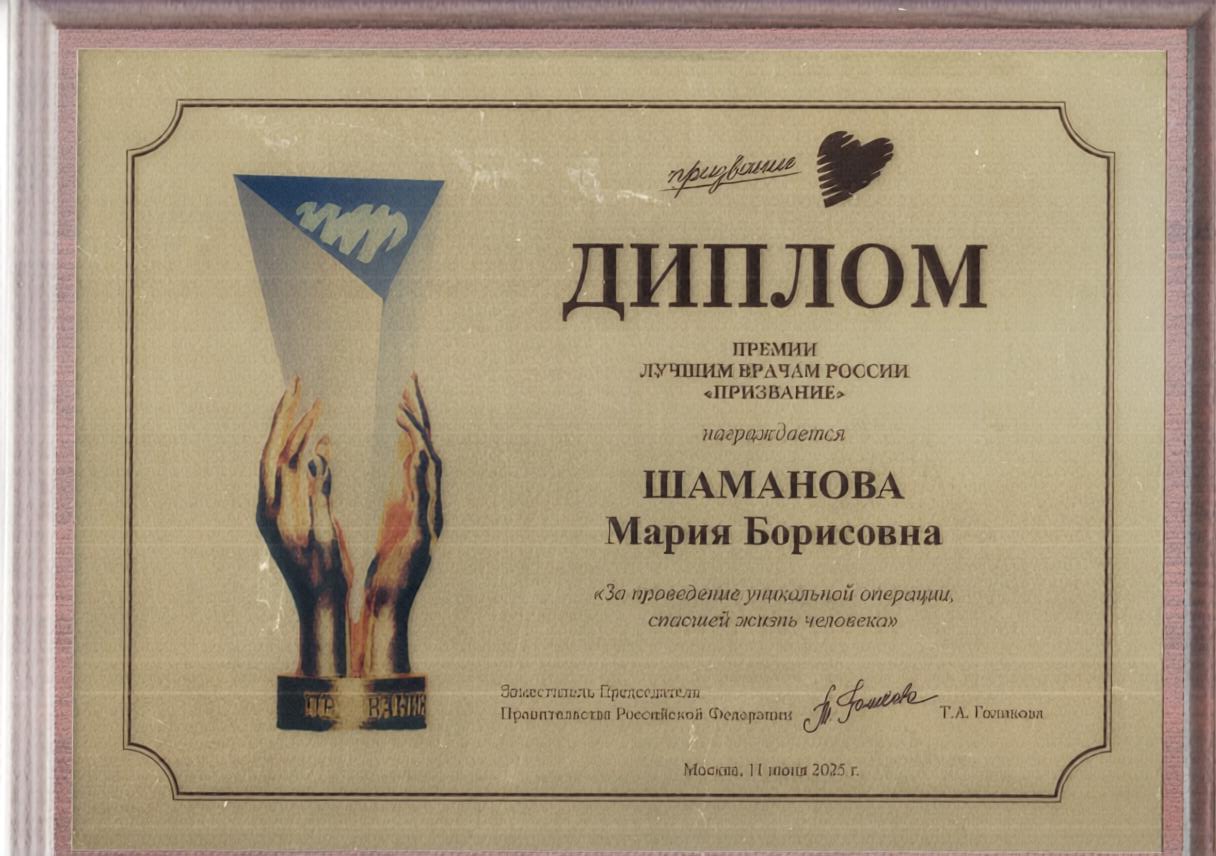 призвание
ДИПЛОМ
ПРЕМИИ
ЛУЧШИМ ВРАЧАМ РОССИИ
«ПРИЗВАНИЕ»
награждается
ШАМАНОВА
Мария Борисовна
«За проведение уникальной операции,
спасшей жизнь человека»
Заместитель Председателя
Правительства Российской Федерации
Т.А. Голикова
Москва, 11 июня 2025 г.